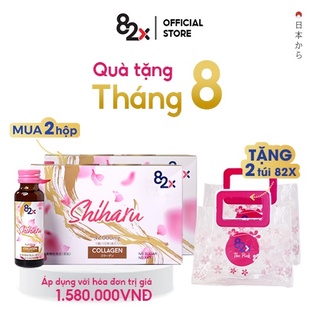 82x OFFICIAL STORE
日本から
Quà tặng
Tháng 8
MUA 2 hộp
TẶNG
2 túi 82X
82x
Shiharu
COLLAGEN
82x
The Pink
Áp dụng với hóa đơn trị giá
1.580.000VNĐ